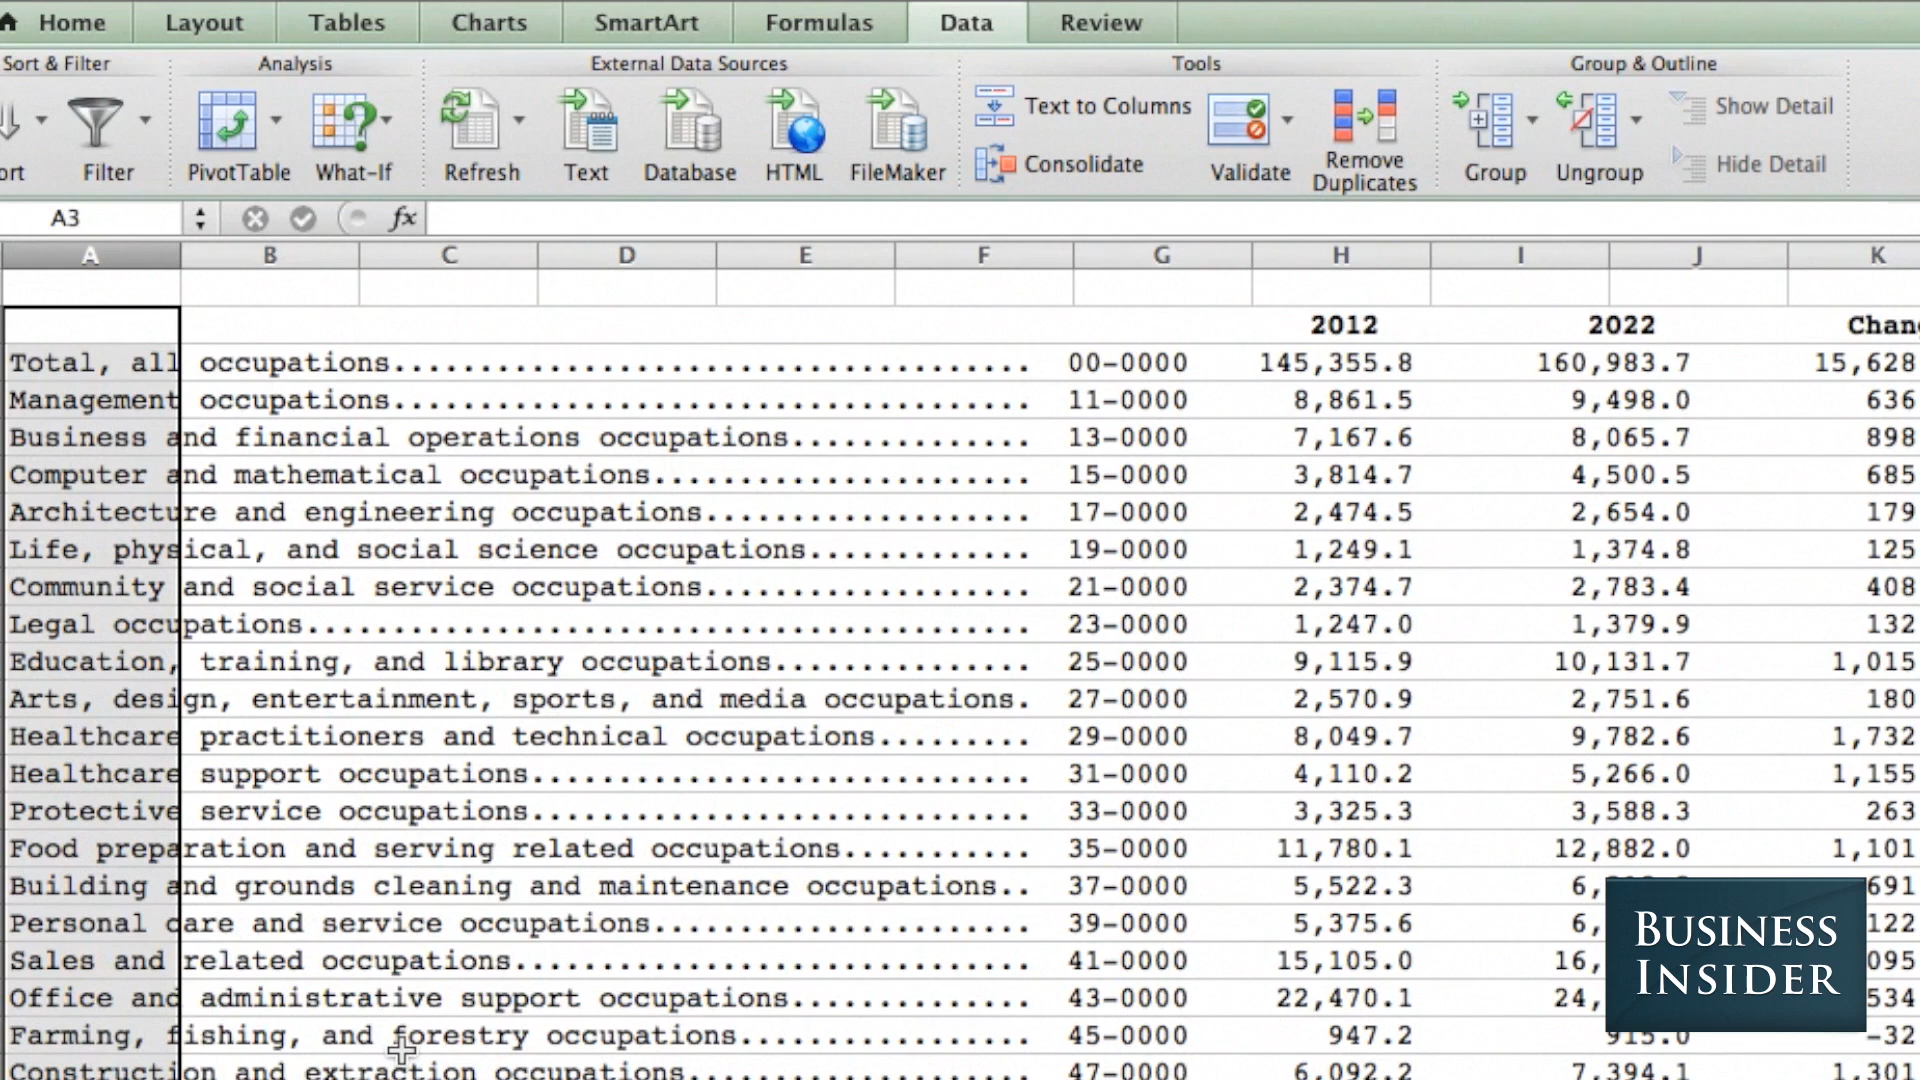 Home Layout Tables Charts SmartArt Formulas Data Review
Sort & Filter Analysis External Data Sources Tools Group & Outline
Filter PivotTable What-If Refresh Text Database HTML FileMaker Text to Columns Consolidate Validate Remove Duplicates Group Ungroup Show Detail Hide Detail
A3 fx
A B C D E F G H I J K
2012 2022
Total, all occupations..................................... 00-0000 145,355.8 160,983.7 15,628
Management occupations..................................... 11-0000 8,861.5 9,498.0 636
Business and financial operations occupations.............. 13-0000 7,167.6 8,065.7 898
Computer and mathematical occupations...................... 15-0000 3,814.7 4,500.5 685
Architecture and engineering occupations................... 17-0000 2,474.5 2,654.0 179
Life, physical, and social science occupations............. 19-0000 1,249.1 1,374.8 125
Community and social service occupations................... 21-0000 2,374.7 2,783.4 408
Legal occupations.......................................... 23-0000 1,247.0 1,379.9 132
Education, training, and library occupations............... 25-0000 9,115.9 10,131.7 1,015
Arts, design, entertainment, sports, and media occupations. 27-0000 2,570.9 2,751.6 180
Healthcare practitioners and technical occupations......... 29-0000 8,049.7 9,782.6 1,732
Healthcare support occupations............................. 31-0000 4,110.2 5,266.0 1,155
Protective service occupations............................. 33-0000 3,325.3 3,588.3 263
Food preparation and serving related occupations........... 35-0000 11,780.1 12,882.0 1,101
Building and grounds cleaning and maintenance occupations.. 37-0000 5,522.3 6, 691
Personal care and service occupations...................... 39-0000 5,375.6 6, 122
Sales and related occupations.............................. 41-0000 15,105.0 16, 095
Office and administrative support occupations.............. 43-0000 22,470.1 24, 534
Farming, fishing, and forestry occupations................. 45-0000 947.2 915.0 -32
Construction and extraction occupations.................... 47-0000 6,092.2 7,394.1 1,301
BUSINESS
INSIDER